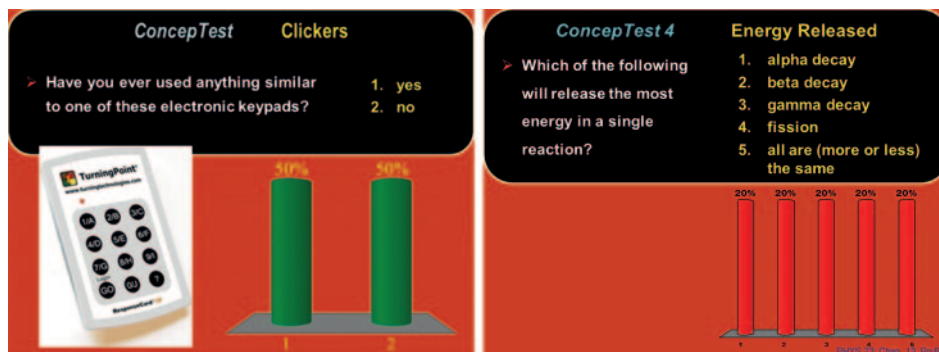 ConcepTest Clickers
Have you ever used anything similar
to one of these electronic keypads?
1. yes
2. no
TurningPoint
www.turningtechnologies.com
1/A 2/B 3/C
4/D 5/E 6/F
7/G 8/H 9/I
GO 0/J ?
ResponseCard
50% 50%
1 2
ConcepTest 4 Energy Released
Which of the following
will release the most
energy in a single
reaction?
1. alpha decay
2. beta decay
3. gamma decay
4. fission
5. all are (more or less)
the same
20% 20% 20% 20% 20%
1 2 3 4 5